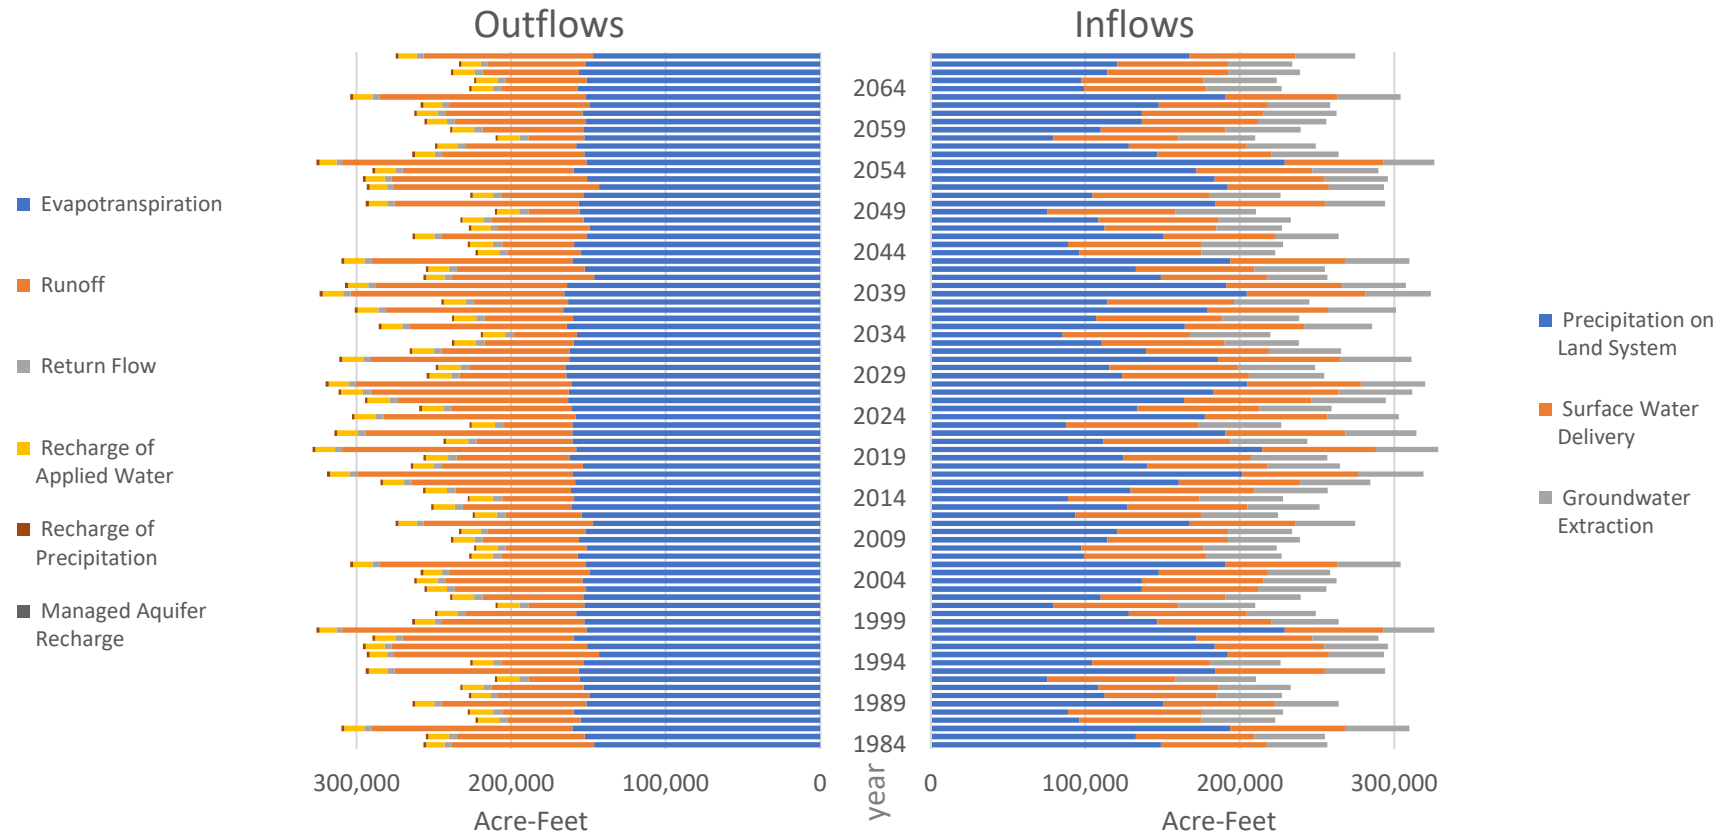 Outflows
Inflows
Evapotranspiration
Runoff
Return Flow
Recharge of
Applied Water
Recharge of
Precipitation
Managed Aquifer
Recharge
2064
2059
2054
2049
2044
2039
2034
2029
2024
2019
2014
2009
2004
1999
1994
1989
1984
year
Precipitation on
Land System
Surface Water
Delivery
Groundwater
Extraction
300,000
200,000
100,000
0
0
100,000
200,000
300,000
Acre-Feet
Acre-Feet